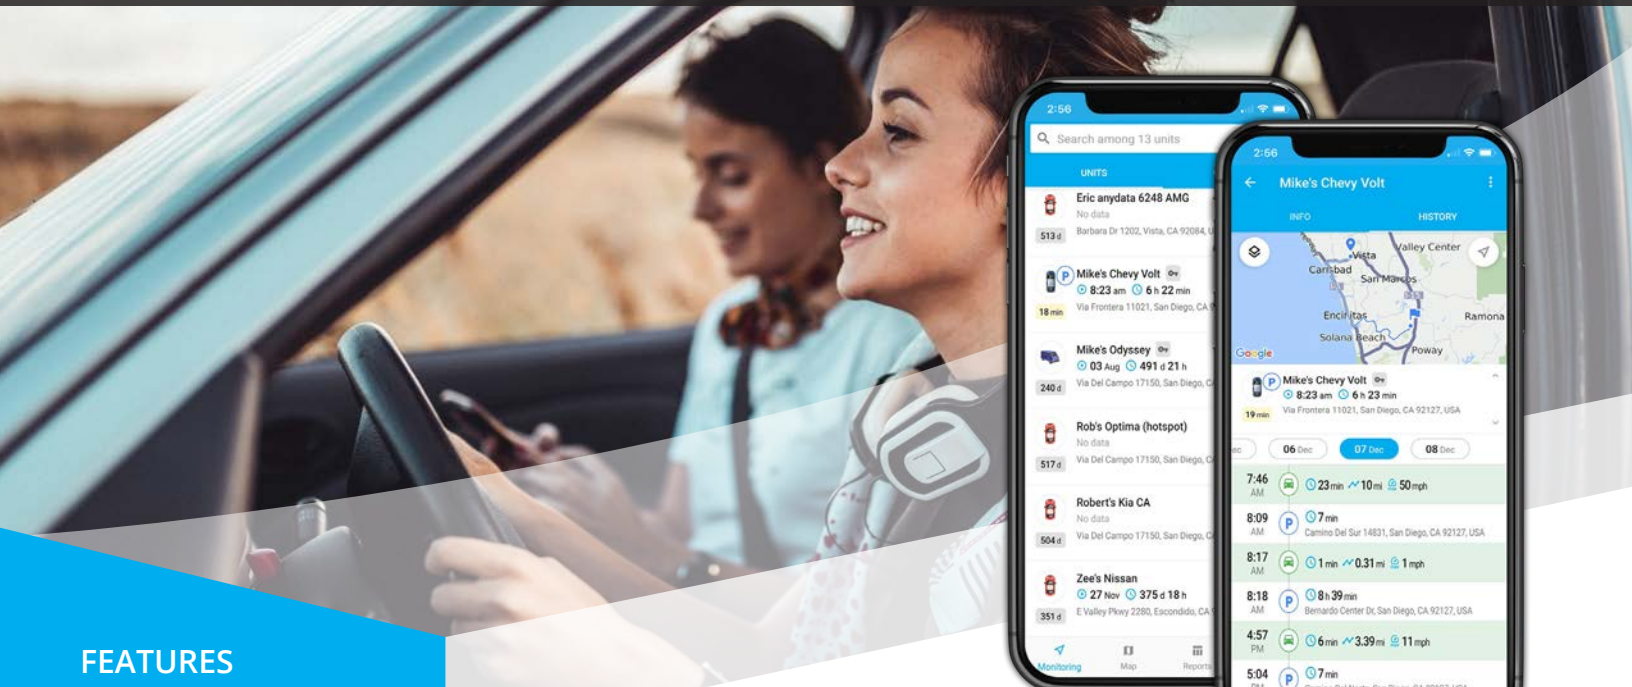 2:56
Search among 13 units
UNITS
Eric anydata 6248 AMG
No data
513 d
Barbara Dr 1202, Vista, CA 92084,
P
Mike's Chevy Volt
8:23 am 6 h 22 min
18 min
Via Frontera 11021, San Diego, CA
Mike's Odyssey
03 Aug 491 d 21 h
240 d
Via Del Campo 17150, San Diego,
Rob's Optima (hotspot)
No data
517 d
Via Del Campo 17150, San Diego,
Robert's Kia CA
No data
504 d
Via Del Campo 17150, San Diego,
Zee's Nissan
27 Nov 375 d 18 h
351 d
E Valley Pkwy 2280, Escondido, CA
Monitoring Map Reports
2:56
Mike's Chevy Volt
INFO HISTORY
Valley Center
Vista
Carlsbad
San Marcos
Encinitas
Ramona
Solana Beach
Poway
Google
P
Mike's Chevy Volt
8:23 am 6 h 23 min
19 min
Via Frontera 11021, San Diego, CA 92127, USA
06 Dec 07 Dec 08 Dec
7:46 AM 23 min 10 mi 50 mph
8:09 AM P 7 min
Camino Del Sur 14831, San Diego, CA 92127, USA
8:17 AM 1 min 0.31 mi 1 mph
8:18 AM P 8 h 39 min
Bernardo Center Dr, San Diego, CA 92127, USA
4:57 PM 6 min 3.39 mi 11 mph
5:04 P 7 min
FEATURES